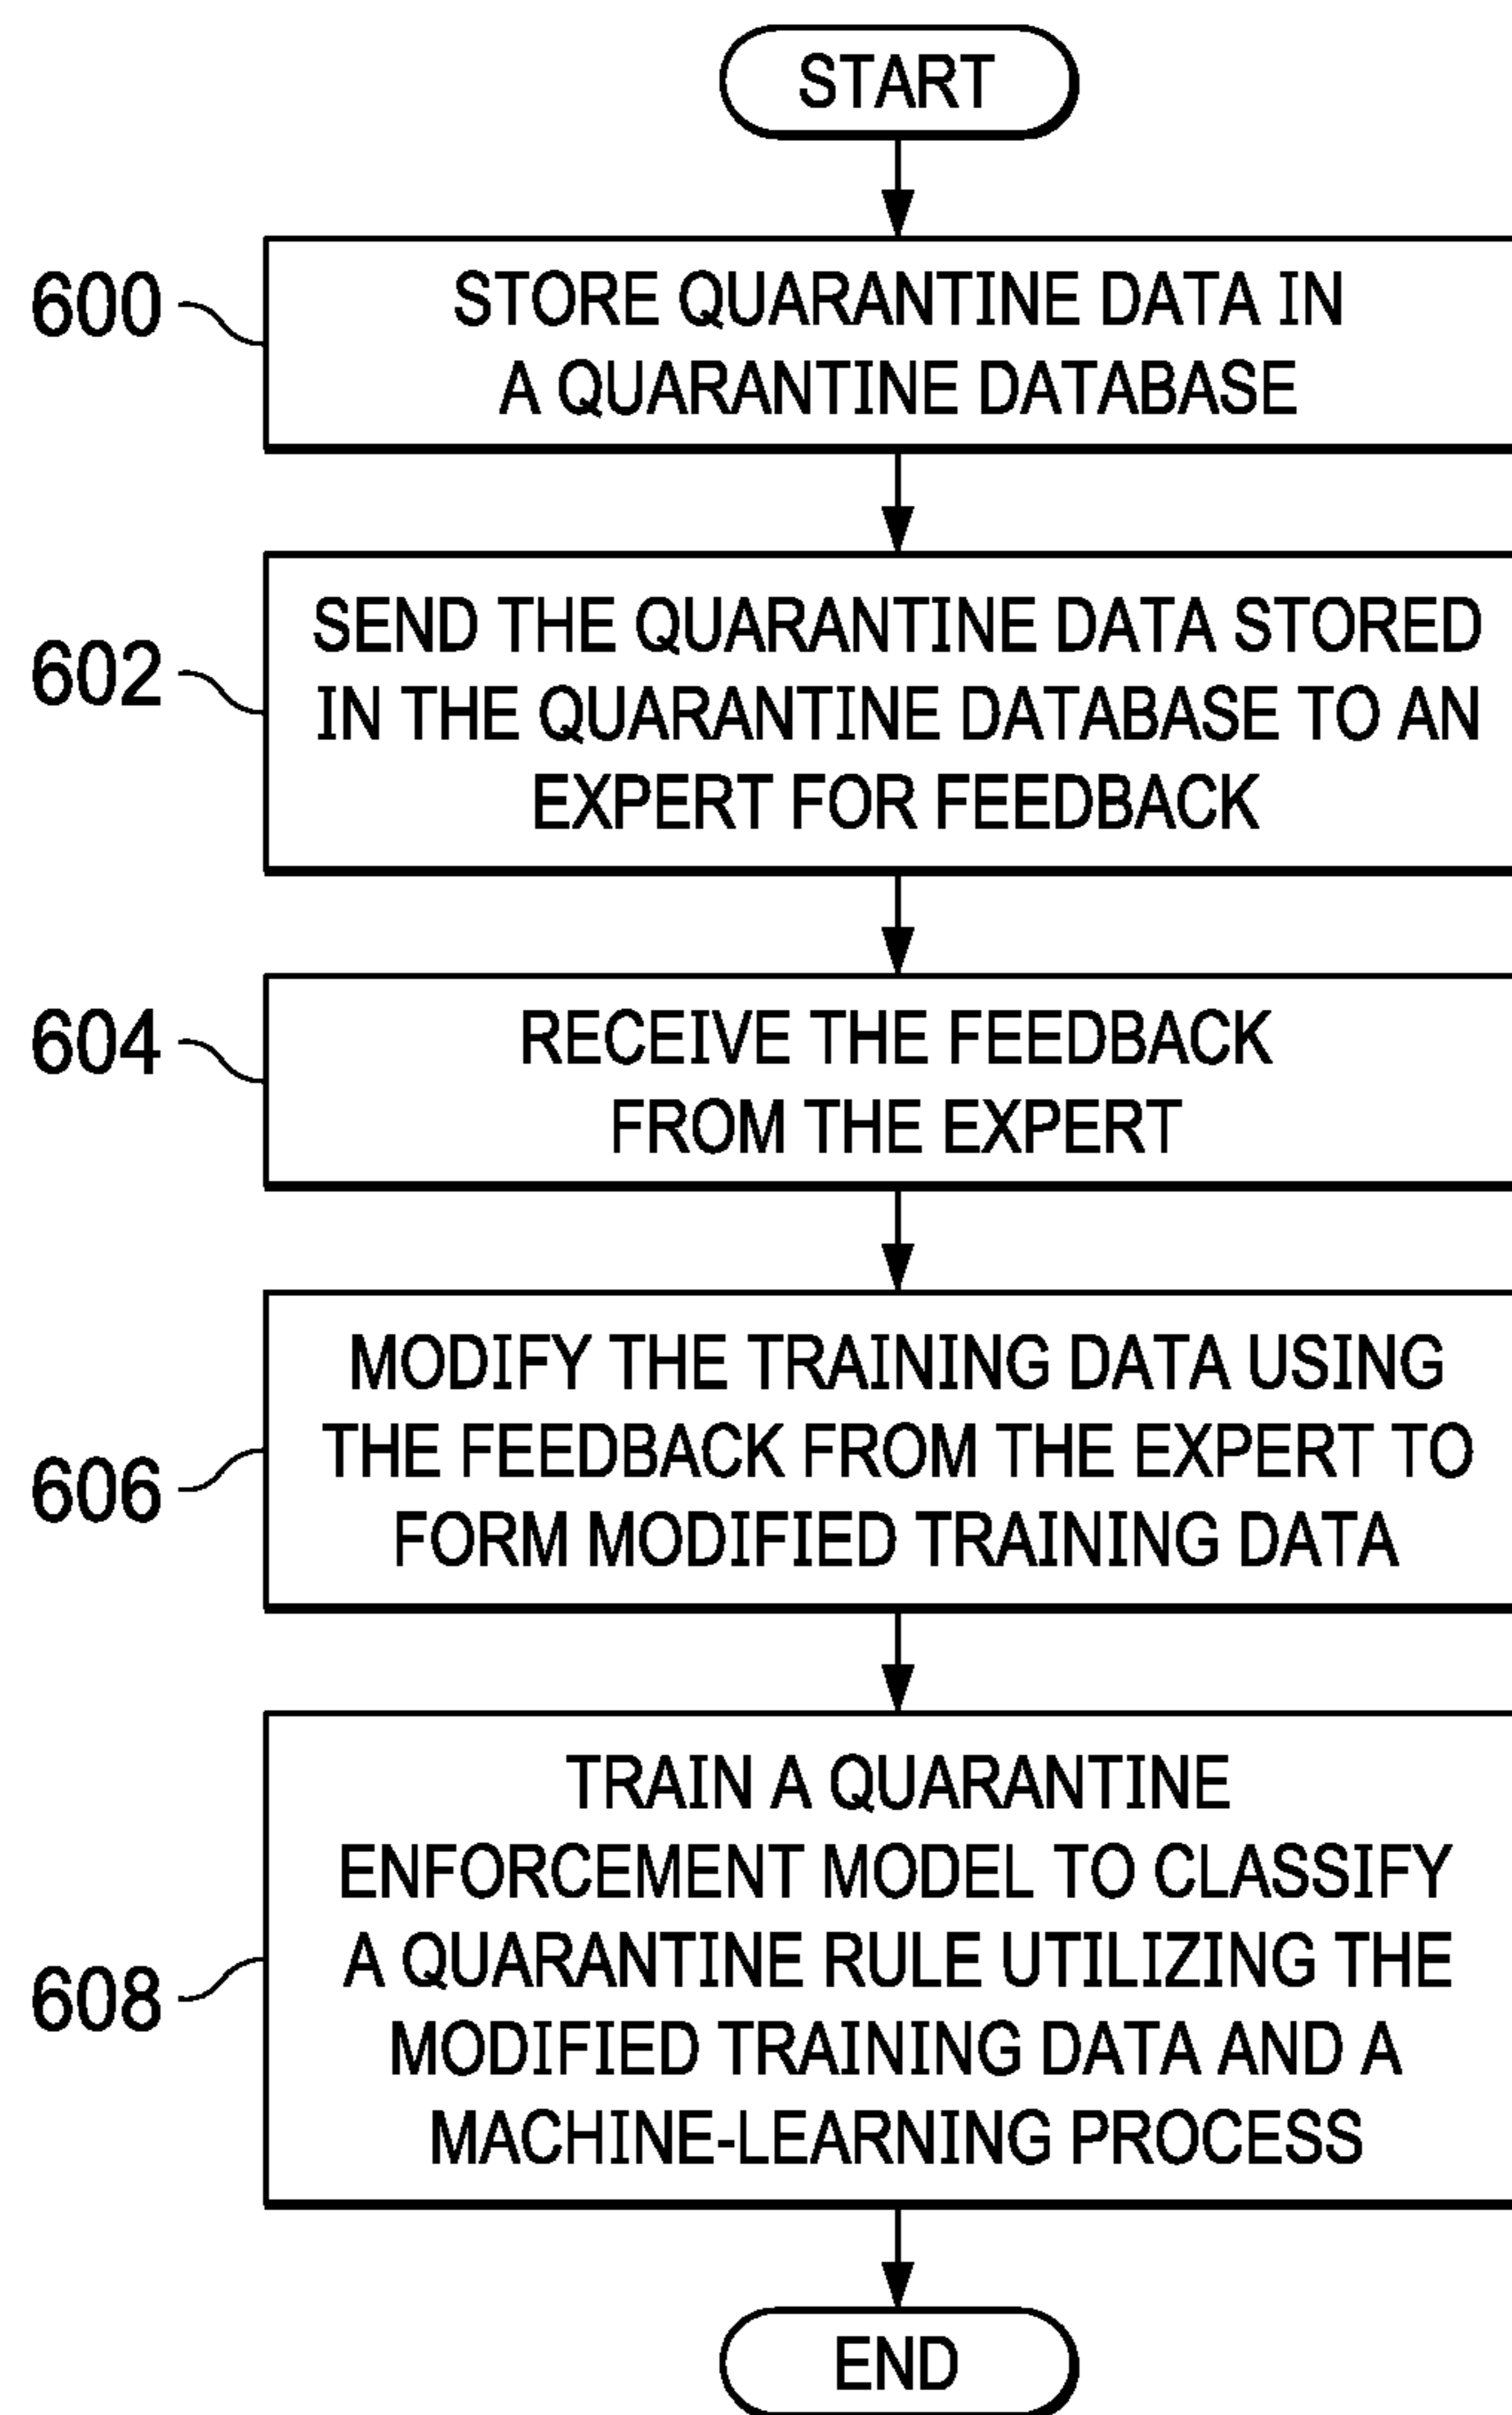 START
600
STORE QUARANTINE DATA IN
A QUARANTINE DATABASE
602
SEND THE QUARANTINE DATA STORED
IN THE QUARANTINE DATABASE TO AN
EXPERT FOR FEEDBACK
604
RECEIVE THE FEEDBACK
FROM THE EXPERT
606
MODIFY THE TRAINING DATA USING
THE FEEDBACK FROM THE EXPERT TO
FORM MODIFIED TRAINING DATA
608
TRAIN A QUARANTINE
ENFORCEMENT MODEL TO CLASSIFY
A QUARANTINE RULE UTILIZING THE
MODIFIED TRAINING DATA AND A
MACHINE-LEARNING PROCESS
END